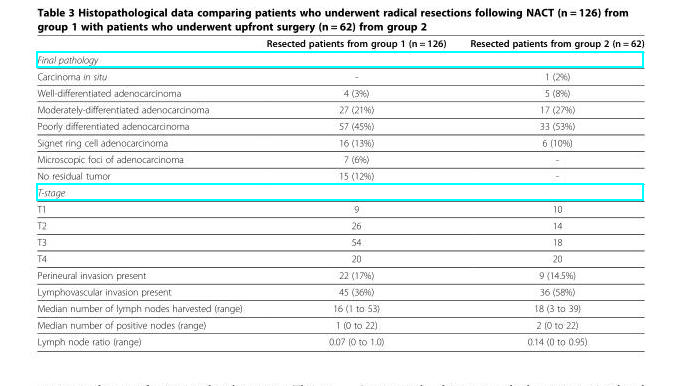 Table 3 Histopathological data comparing patients who underwent radical resections following NACT (n = 126) from
group 1 with patients who underwent upfront surgery (n = 62) from group 2
Resected patients from group 1 (n = 126) Resected patients from group 2 (n = 62)
Final pathology
Carcinoma in situ - 1 (2%)
Well-differentiated adenocarcinoma 4 (3%) 5 (8%)
Moderately-differentiated adenocarcinoma 27 (21%) 17 (27%)
Poorly differentiated adenocarcinoma 57 (45%) 33 (53%)
Signet ring cell adenocarcinoma 16 (13%) 6 (10%)
Microscopic foci of adenocarcinoma 7 (6%) -
No residual tumor 15 (12%) -
T-stage
T1 9 10
T2 26 14
T3 54 18
T4 20 20
Perineural invasion present 22 (17%) 9 (14.5%)
Lymphovascular invasion present 45 (36%) 36 (58%)
Median number of lymph nodes harvested (range) 16 (1 to 53) 18 (3 to 39)
Median number of positive nodes (range) 1 (0 to 22) 2 (0 to 22)
Lymph node ratio (range) 0.07 (0 to 1.0) 0.14 (0 to 0.95)